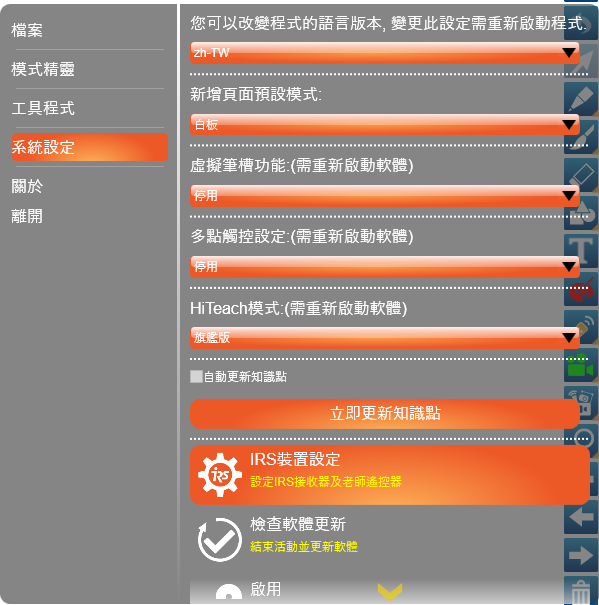 檔案
模式精靈
工具程式
系統設定
關於
離開
您可以改變程式的語言版本, 變更此設定需重新啟動程式.
zh-TW
新增頁面預設模式:
白板
虛擬筆槽功能:(需重新啟動軟體)
停用
多點觸控設定:(需重新啟動軟體)
停用
HiTeach模式:(需重新啟動軟體)
旗艦版
自動更新知識點
立即更新知識點
IRS
IRS裝置設定
設定IRS接收器及老師遙控器
檢查軟體更新
結束活動並更新軟體
啟用
T